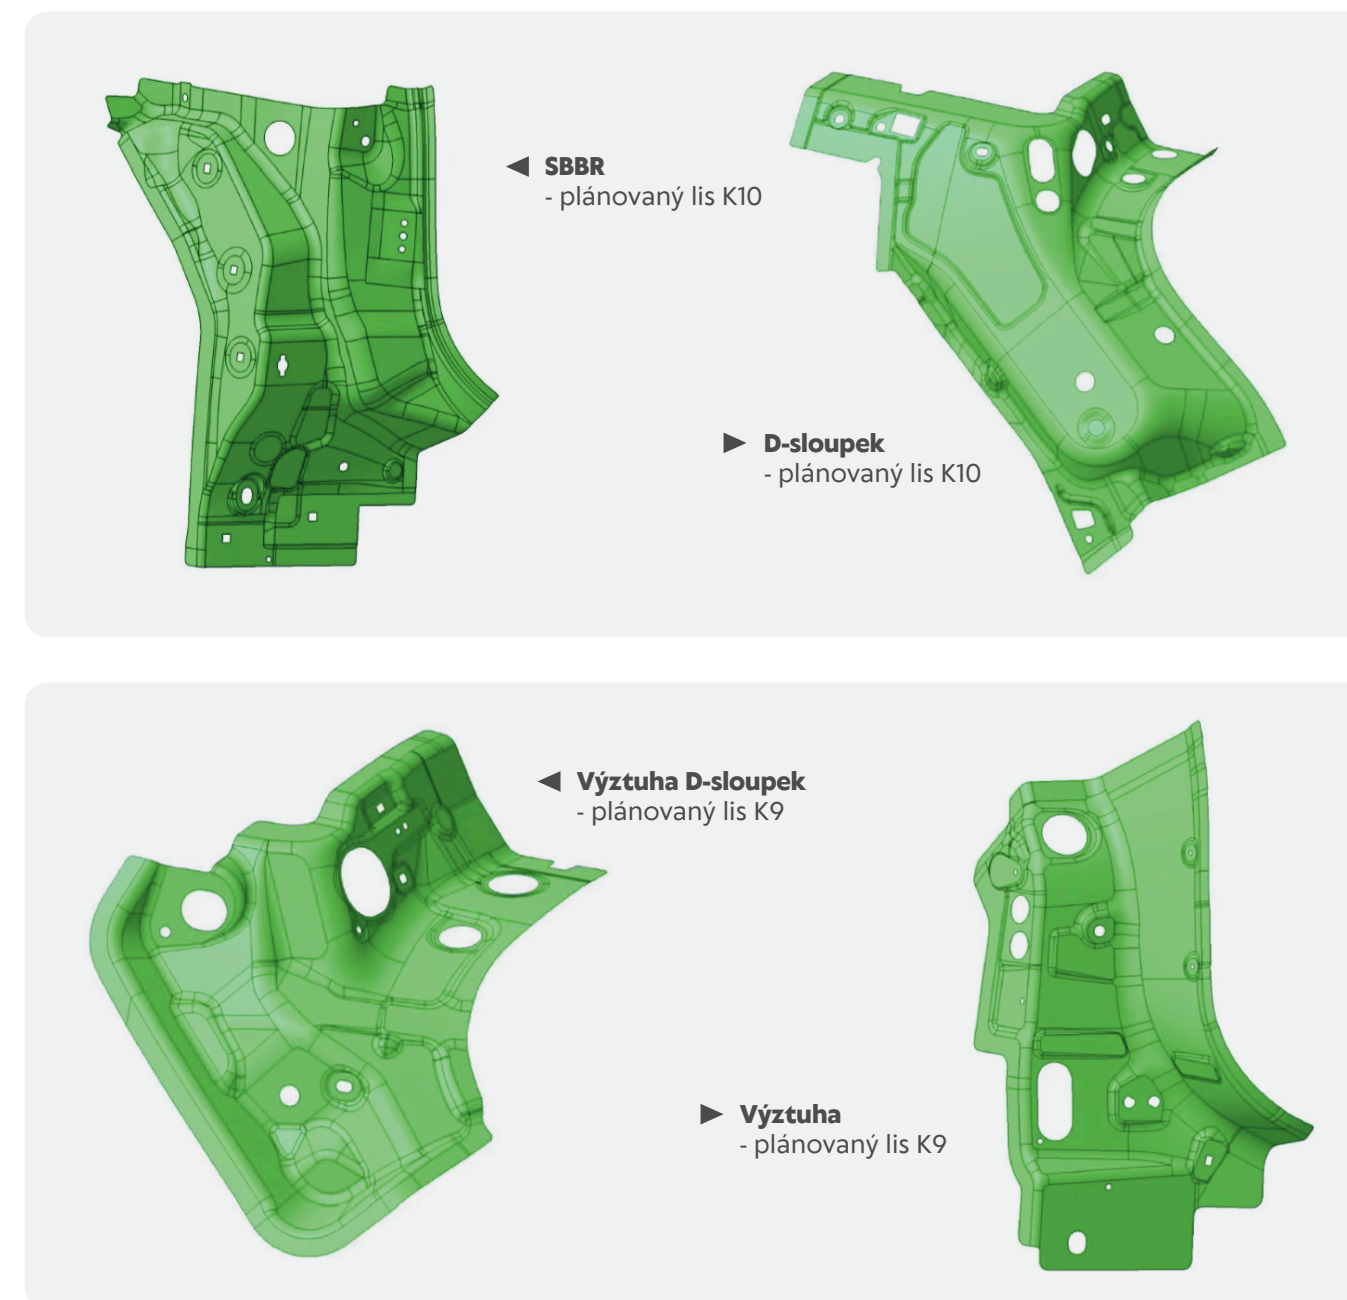 SBBR
- plánovaný lis K10
D-sloupek
- plánovaný lis K10
Výztuha D-sloupek
- plánovaný lis K9
Výztuha
- plánovaný lis K9